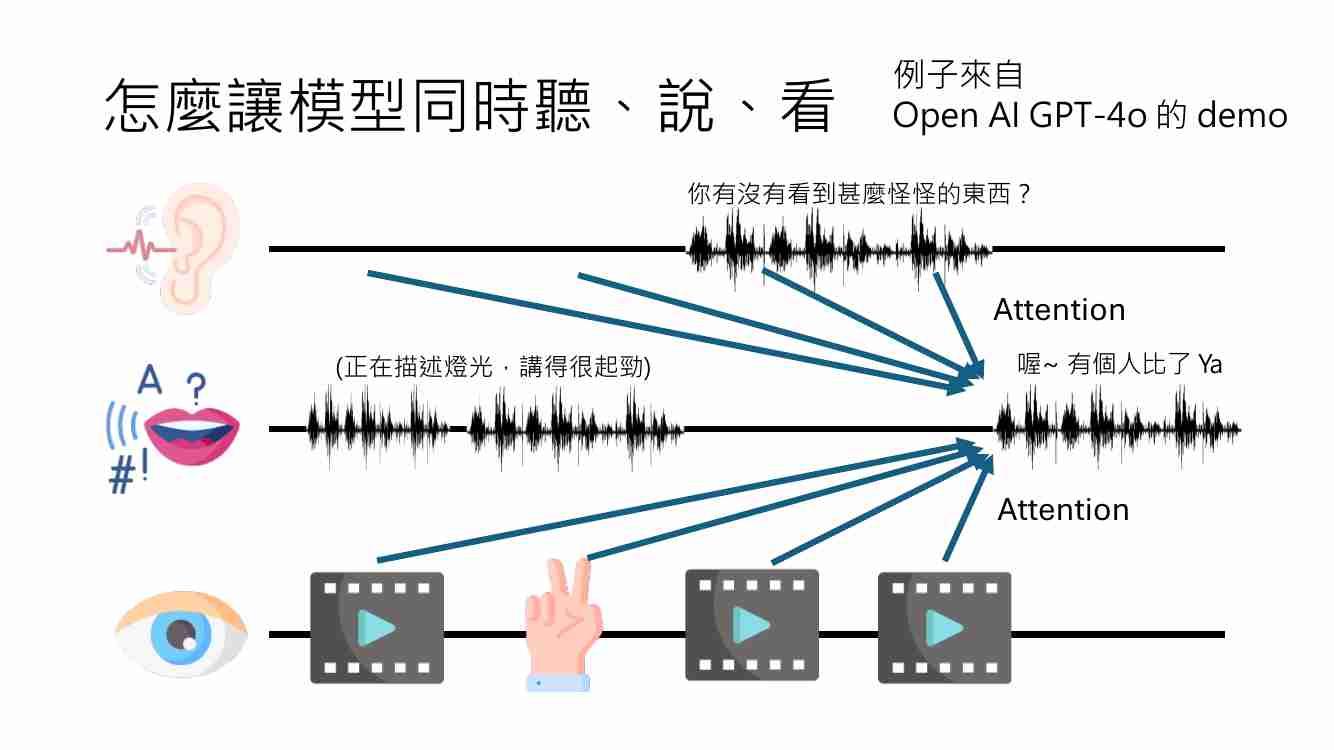 怎麼讓模型同時聽、說、看
例子來自
Open AI GPT-4o 的 demo
你有沒有看到甚麼怪怪的東西？
Attention
(正在描述燈光，講得很起勁)
喔~ 有個人比了 Ya
A
?
#!
Attention